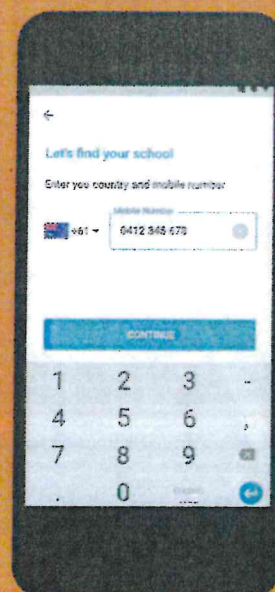 Let's find your school
Enter you country and mobile number
Mobile Number
+61
0412 345 678
CONTINUE
1 2 3 -
4 5 6 ,
7 8 9
. 0